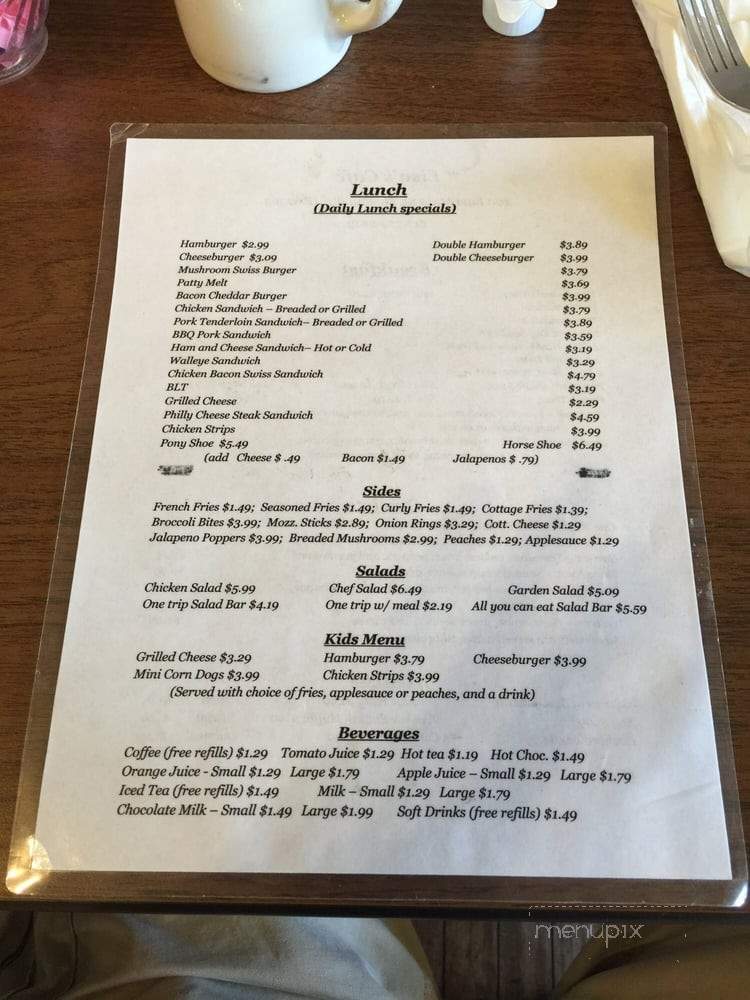 Lunch
(Daily Lunch specials)
Hamburger $2.99 Double Hamburger $3.89
Cheeseburger $3.09 Double Cheeseburger $3.99
Mushroom Swiss Burger $3.79
Patty Melt $3.69
Bacon Cheddar Burger $3.99
Chicken Sandwich – Breaded or Grilled $3.79
Pork Tenderloin Sandwich– Breaded or Grilled $3.89
BBQ Pork Sandwich $3.59
Ham and Cheese Sandwich– Hot or Cold $3.19
Walleye Sandwich $3.29
Chicken Bacon Swiss Sandwich $4.79
BLT $3.19
Grilled Cheese $2.29
Philly Cheese Steak Sandwich $4.59
Chicken Strips $3.99
Pony Shoe $5.49 Horse Shoe $6.49
(add Cheese $ .49 Bacon $1.49 Jalapenos $ .79)
Sides
French Fries $1.49; Seasoned Fries $1.49; Curly Fries $1.49; Cottage Fries $1.39;
Broccoli Bites $3.99; Mozz. Sticks $2.89; Onion Rings $3.29; Cott. Cheese $1.29
Jalapeno Poppers $3.99; Breaded Mushrooms $2.99; Peaches $1.29; Applesauce $1.29
Salads
Chicken Salad $5.99 Chef Salad $6.49 Garden Salad $5.09
One trip Salad Bar $4.19 One trip w/ meal $2.19 All you can eat Salad Bar $5.59
Kids Menu
Grilled Cheese $3.29 Hamburger $3.79 Cheeseburger $3.99
Mini Corn Dogs $3.99 Chicken Strips $3.99
(Served with choice of fries, applesauce or peaches, and a drink)
Beverages
Coffee (free refills) $1.29 Tomato Juice $1.29 Hot tea $1.19 Hot Choc. $1.49
Orange Juice - Small $1.29 Large $1.79 Apple Juice – Small $1.29 Large $1.79
Iced Tea (free refills) $1.49 Milk – Small $1.29 Large $1.79
Chocolate Milk – Small $1.49 Large $1.99 Soft Drinks (free refills) $1.49
menupix